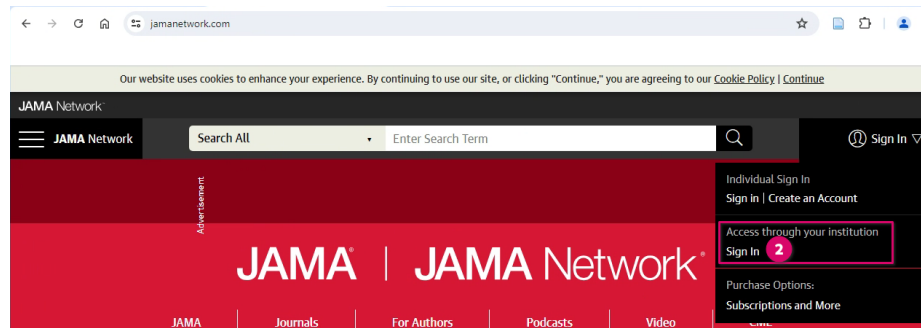 jamanetwork.com
Our website uses cookies to enhance your experience. By continuing to use our site, or clicking "Continue," you are agreeing to our Cookie Policy | Continue
JAMA Network
JAMA Network
Search All
Enter Search Term
Sign In
Individual Sign In
Sign in | Create an Account
Access through your institution
Sign In 2
Purchase Options:
Subscriptions and More
Advertisement
JAMA® | JAMA Network®
JAMA
Journals
For Authors
Podcasts
Video
CME